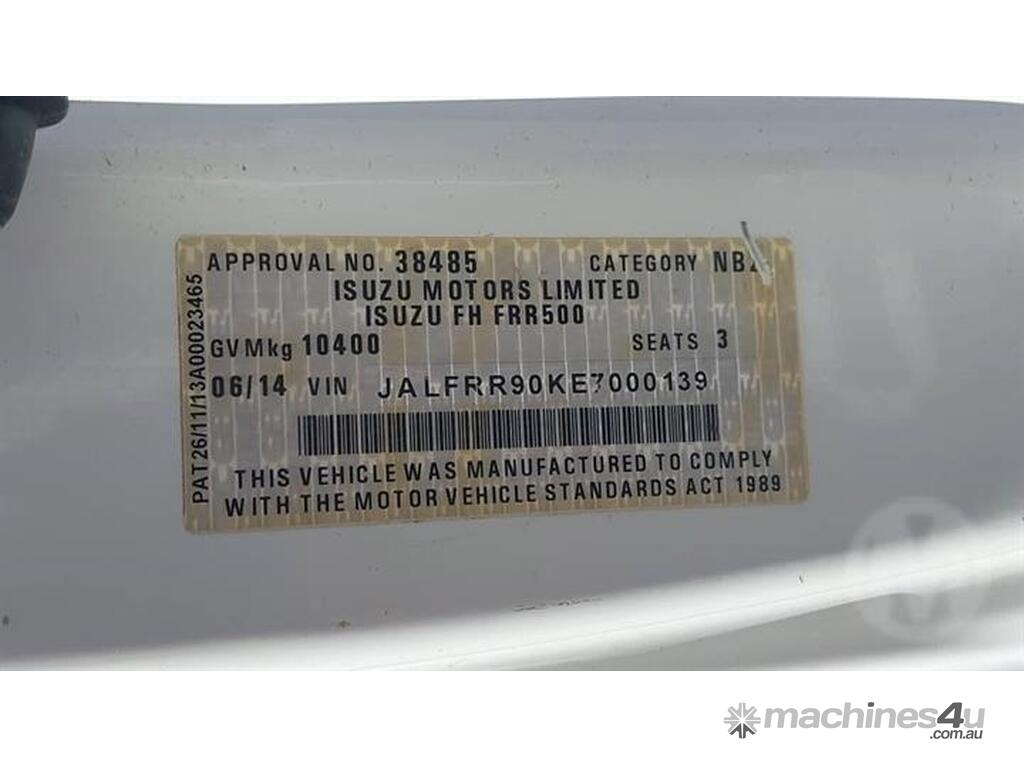 APPROVAL NO. 38485 CATEGORY NB2
ISUZU MOTORS LIMITED
ISUZU FH FRR500
GVMkg 10400 SEATS 3
06/14 VIN JALFRR90KE7000139
THIS VEHICLE WAS MANUFACTURED TO COMPLY
WITH THE MOTOR VEHICLE STANDARDS ACT 1989
PAT26/11/13A00023465
machines4u
.com.au